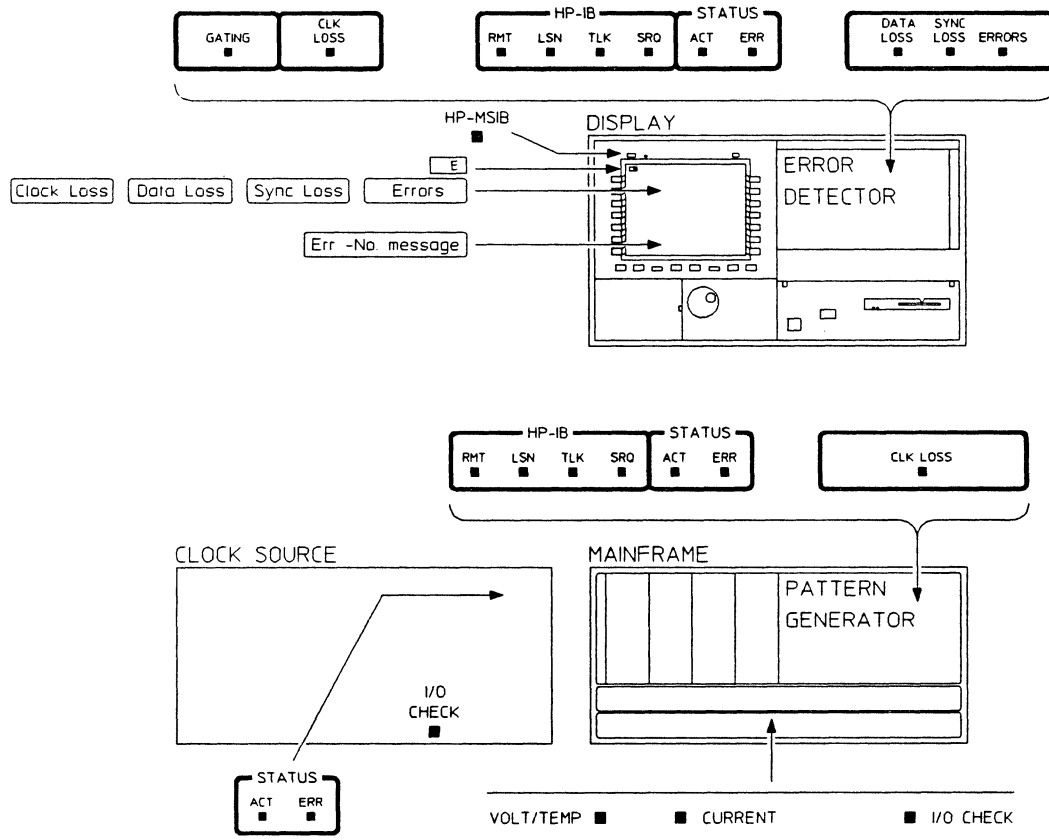 HP-IB STATUS
GATING CLK LOSS RMT LSN TLK SRQ ACT ERR DATA LOSS SYNC LOSS ERRORS
HP-MSIB
DISPLAY
E
Clock Loss Data Loss Sync Loss Errors
ERROR
DETECTOR
Err -No. message
HP-IB STATUS
RMT LSN TLK SRQ ACT ERR CLK LOSS
CLOCK SOURCE MAINFRAME
PATTERN
GENERATOR
I/O
CHECK
STATUS
ACT ERR
VOLT/TEMP CURRENT I/O CHECK